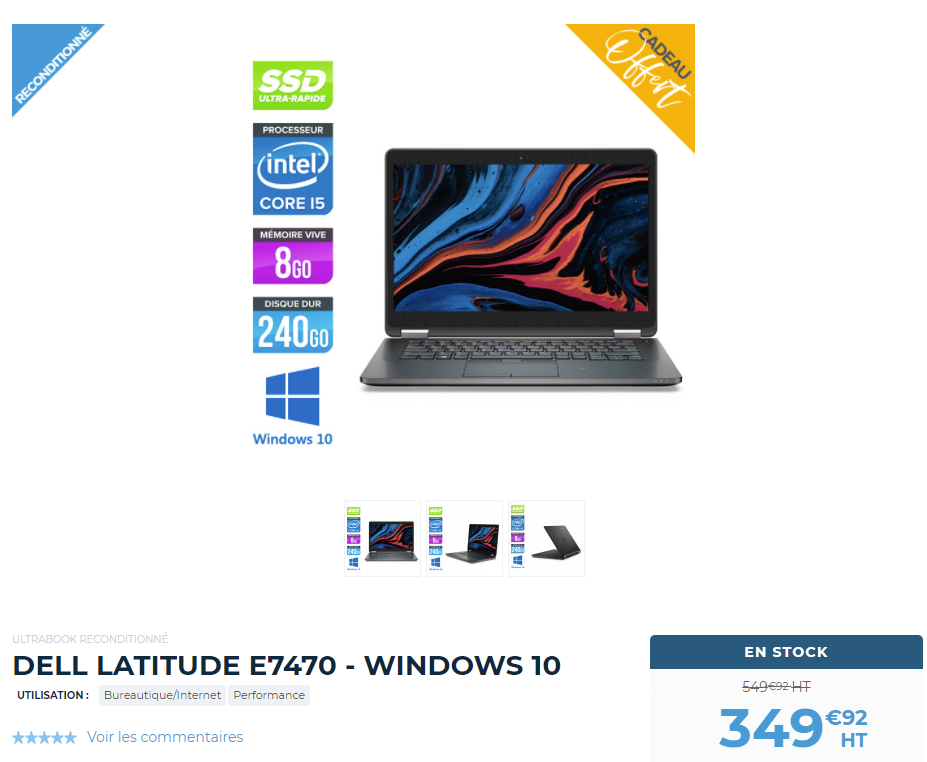 RECONDITIONNÉ
CADEAU
Offert
SSD
ULTRA-RAPIDE
PROCESSEUR
intel
CORE I5
MÉMOIRE VIVE
8GO
DISQUE DUR
240GO
Windows 10
ULTRABOOK RECONDITIONNÉ
DELL LATITUDE E7470 - WINDOWS 10
UTILISATION : Bureautique/Internet Performance
Voir les commentaires
EN STOCK
549€92 HT
349€92
HT